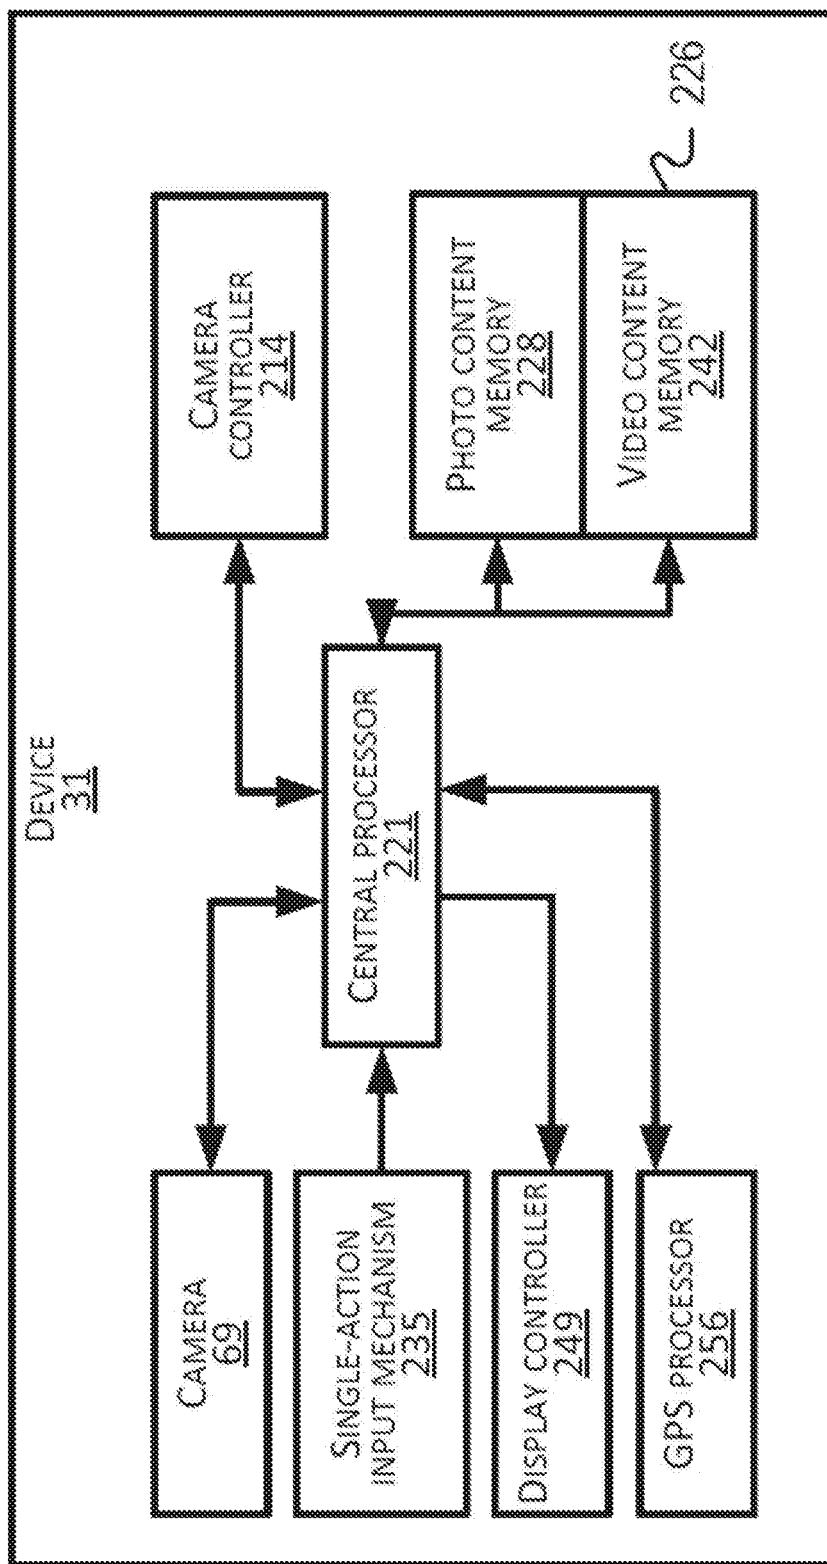 DEVICE
31
CAMERA
69
SINGLE-ACTION
INPUT MECHANISM
235
DISPLAY CONTROLLER
249
GPS PROCESSOR
256
CENTRAL PROCESSOR
221
CAMERA
CONTROLLER
214
PHOTO CONTENT
MEMORY
228
VIDEO CONTENT
MEMORY
242
226